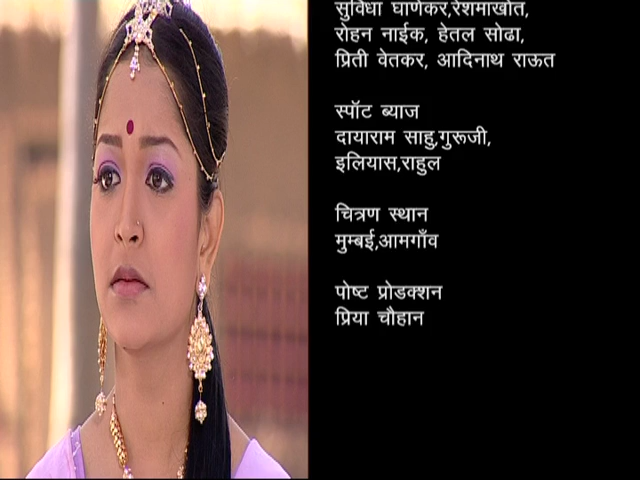 सुविधा घाणेकर,रेशमाखोत,
रोहन नाईक, हेतल सोढा,
प्रिती वेतकर, आदिनाथ राऊत
स्पॉट ब्याज
दायाराम साहु,गुरूजी,
इलियास,राहुल
चित्रण स्थान
मुम्बई,आमगाँव
पोष्ट प्रोडक्शन
प्रिया चौहान